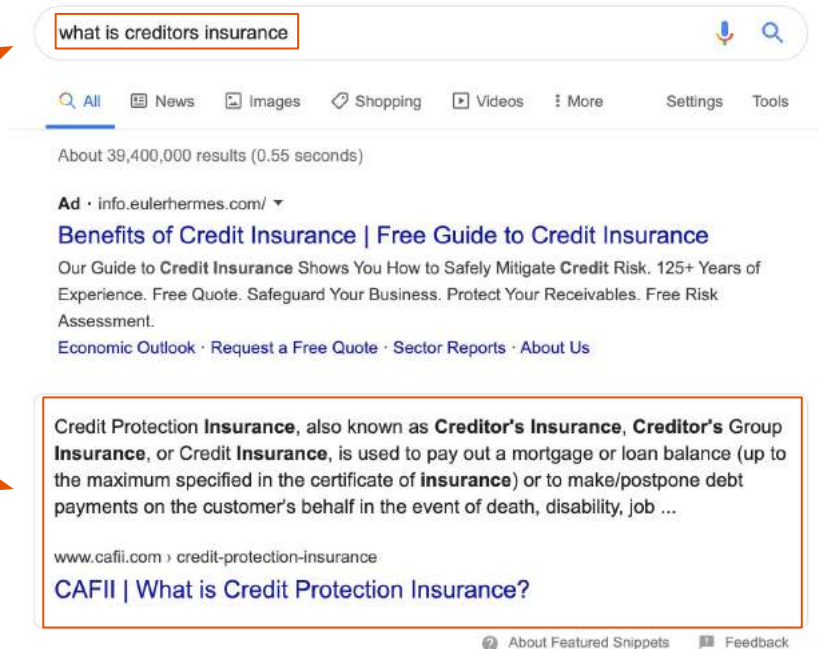 what is creditors insurance
All News Images Shopping Videos More Settings Tools
About 39,400,000 results (0.55 seconds)
Ad · info.eulerhermes.com/
Benefits of Credit Insurance | Free Guide to Credit Insurance
Our Guide to Credit Insurance Shows You How to Safely Mitigate Credit Risk. 125+ Years of
Experience. Free Quote. Safeguard Your Business. Protect Your Receivables. Free Risk
Assessment.
Economic Outlook · Request a Free Quote · Sector Reports · About Us
Credit Protection Insurance, also known as Creditor's Insurance, Creditor's Group
Insurance, or Credit Insurance, is used to pay out a mortgage or loan balance (up to
the maximum specified in the certificate of insurance) or to make/postpone debt
payments on the customer's behalf in the event of death, disability, job ...
www.cafii.com › credit-protection-insurance
CAFII | What is Credit Protection Insurance?
About Featured Snippets Feedback